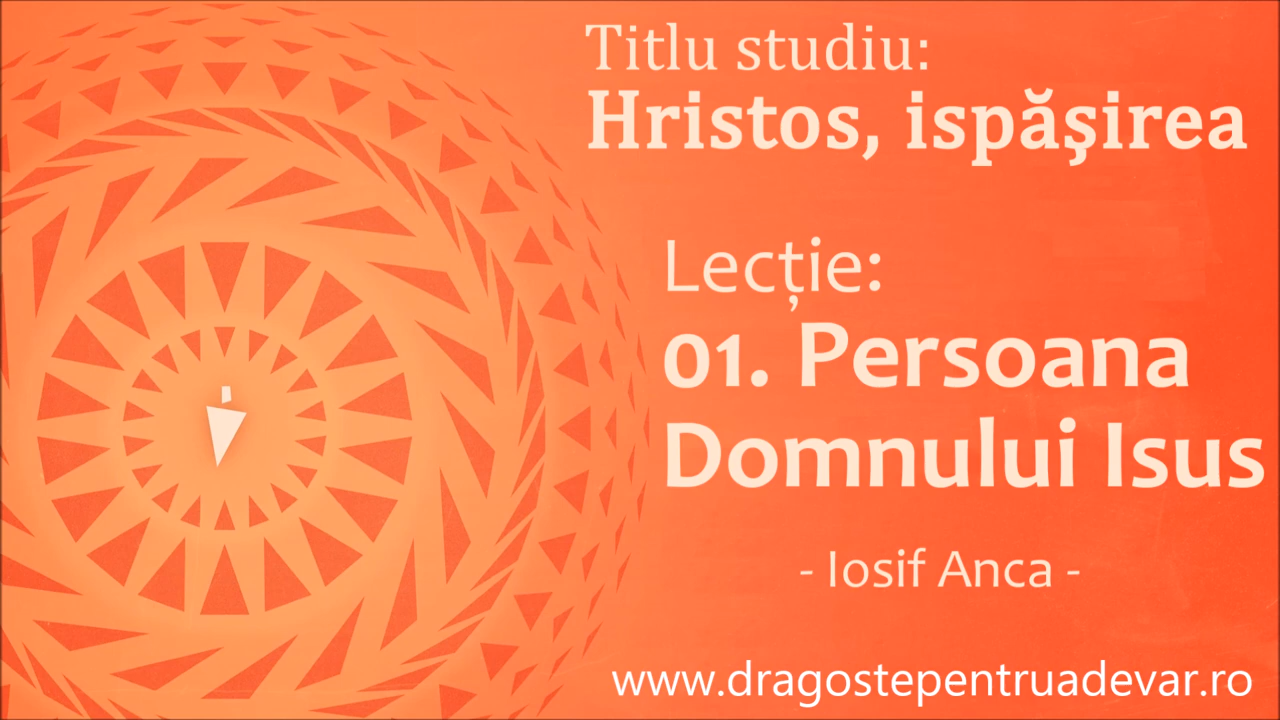 Titlu studiu:
Hristos, ispăşirea
Lecție:
01. Persoana
Domnului Isus
- Iosif Anca -
www.dragostepentruadevar.ro